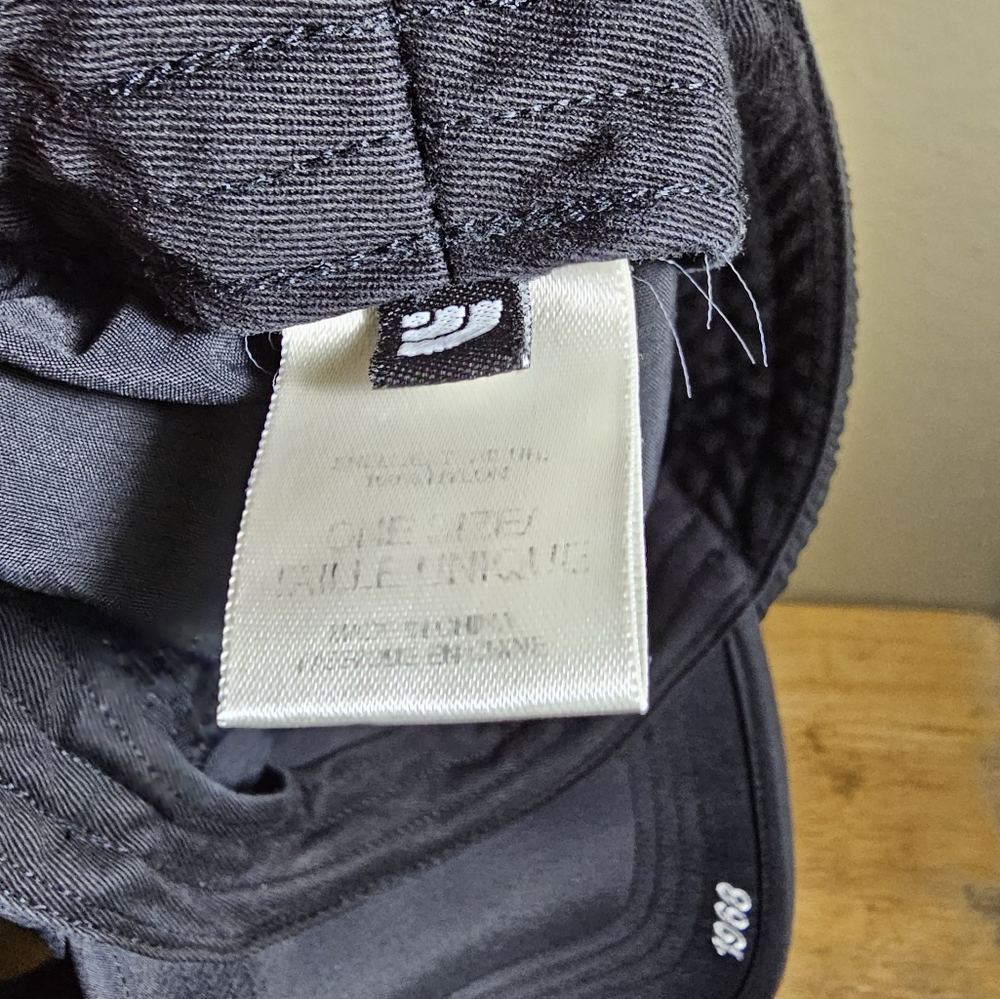 100% NYLON
ONE SIZE/
TAILLE UNIQUE
MADE IN CHINA
FABRIQUÉ EN CHINE
1968